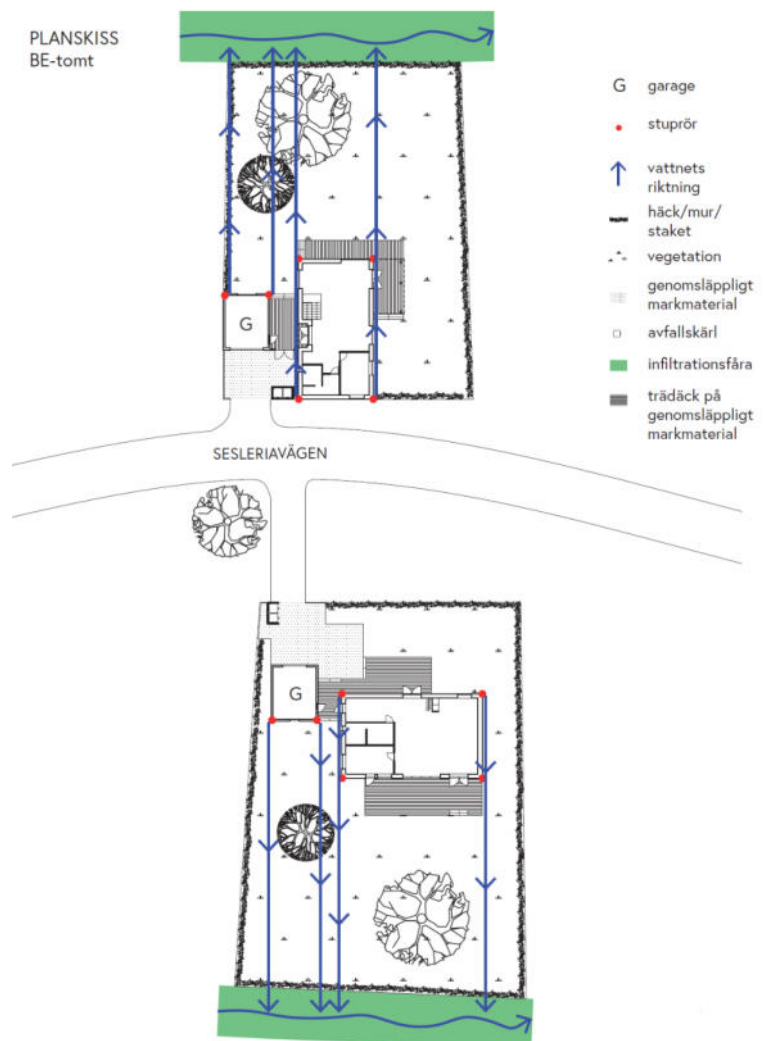 PLANSKISS
BE-tomt
G garage
stuprör
vattnets
riktning
häck/mur/
staket
vegetation
genomsläppligt
markmaterial
avfallskärl
infiltrationsfåra
trädäck på
genomsläppligt
markmaterial
G
SESLERIAVÄGEN
G